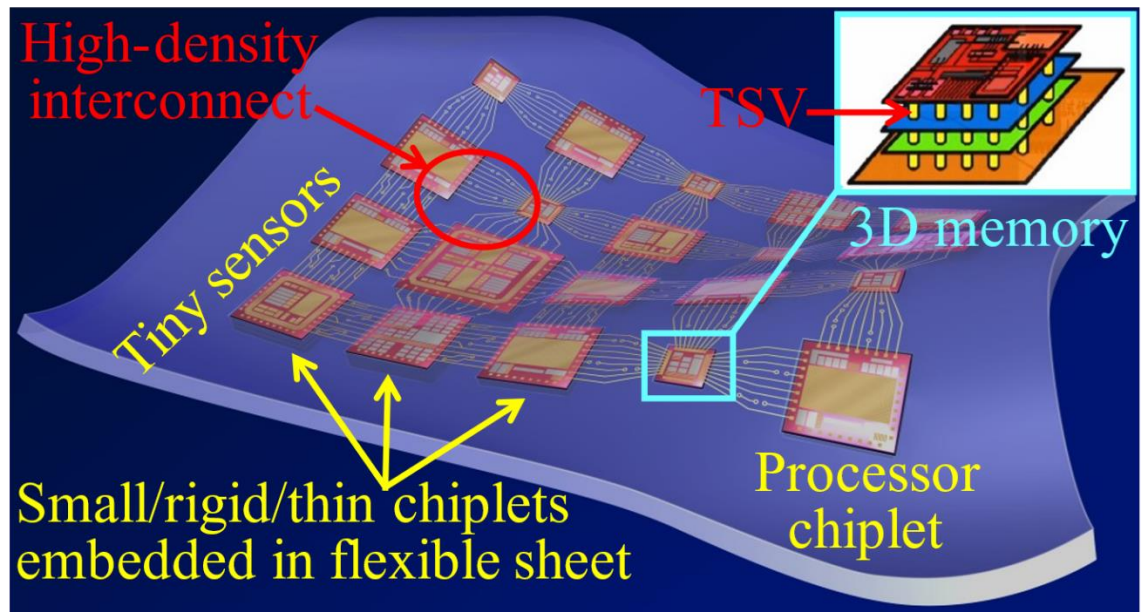 High-density
interconnect
TSV
3D memory
Tiny sensors
Small/rigid/thin chiplets
embedded in flexible sheet
Processor
chiplet